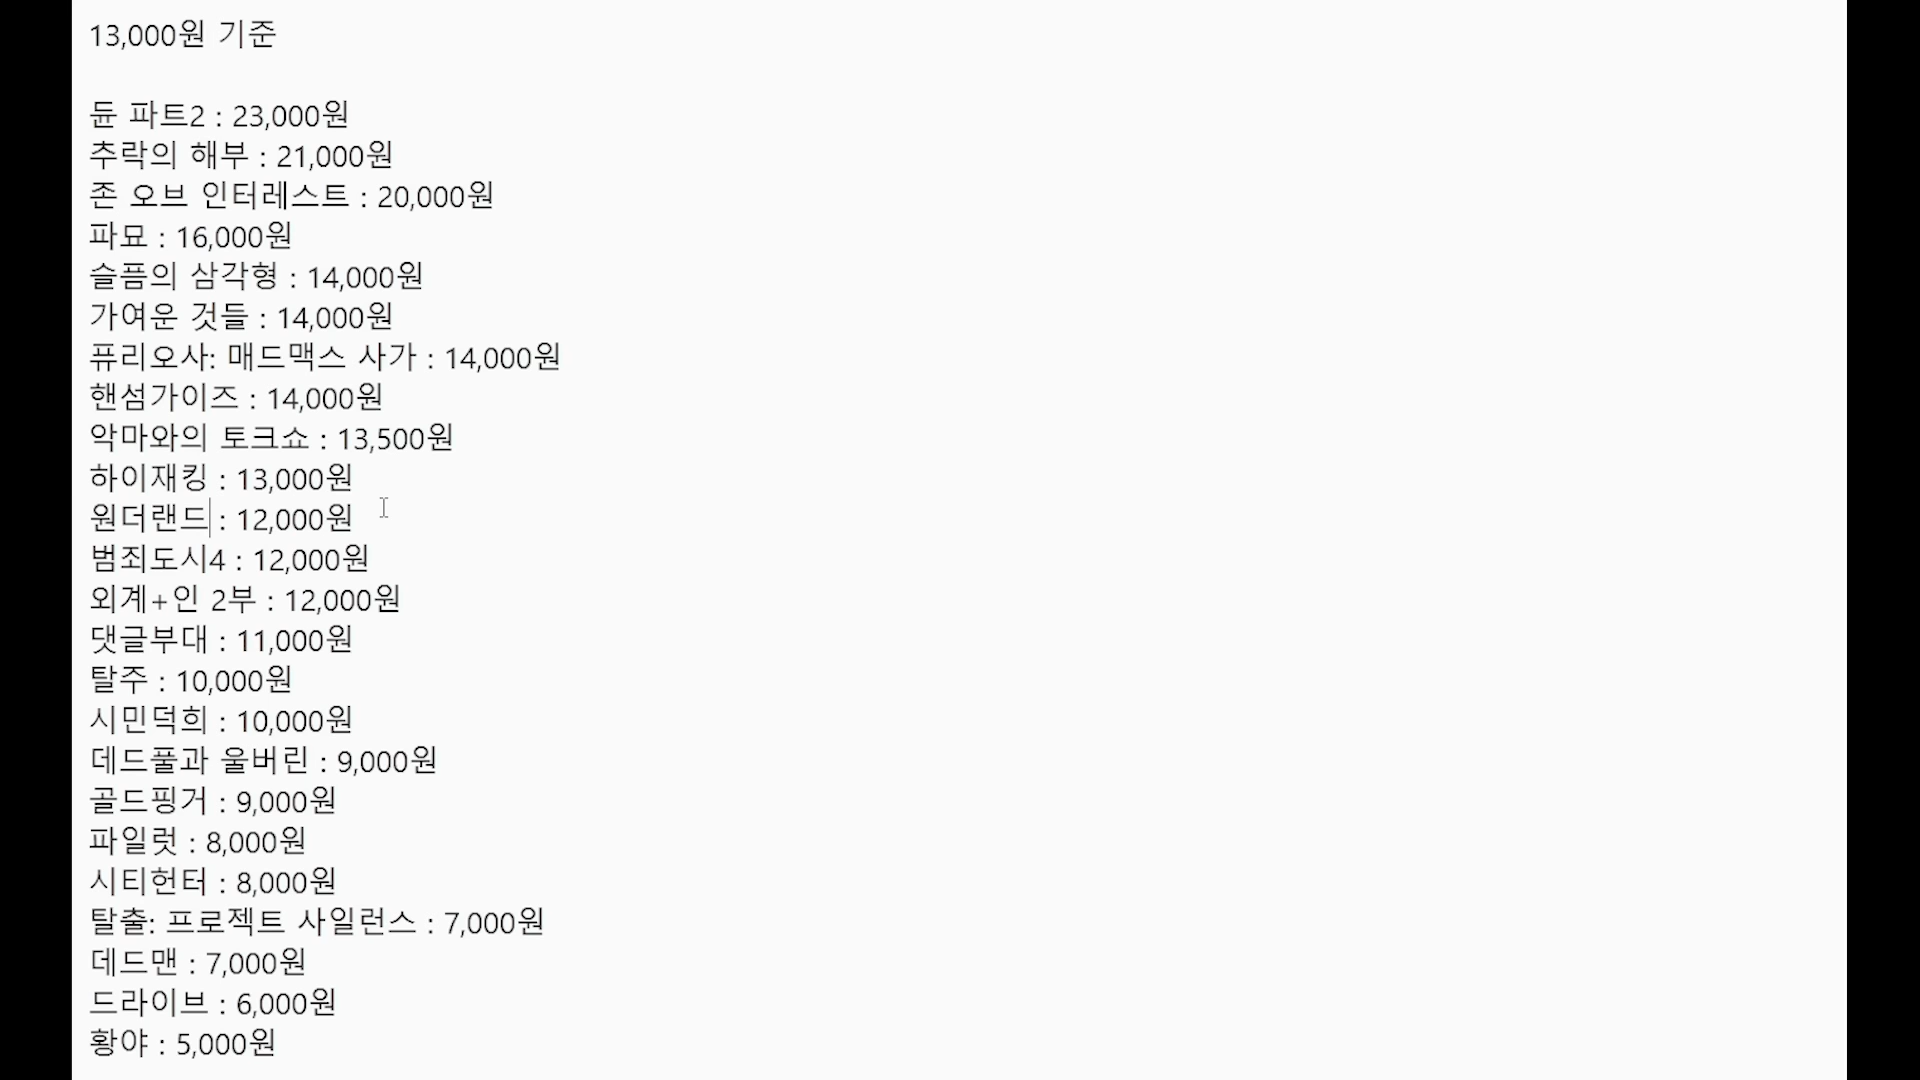 13,000원 기준
듄 파트2 : 23,000원
추락의 해부 : 21,000원
존 오브 인터레스트 : 20,000원
파묘 : 16,000원
슬픔의 삼각형 : 14,000원
가여운 것들 : 14,000원
퓨리오사: 매드맥스 사가 : 14,000원
핸섬가이즈 : 14,000원
악마와의 토크쇼 : 13,500원
하이재킹 : 13,000원
원더랜드 : 12,000원
범죄도시4 : 12,000원
외계+인 2부 : 12,000원
댓글부대 : 11,000원
탈주 : 10,000원
시민덕희 : 10,000원
데드풀과 울버린 : 9,000원
골드핑거 : 9,000원
파일럿 : 8,000원
시티헌터 : 8,000원
탈출: 프로젝트 사일런스 : 7,000원
데드맨 : 7,000원
드라이브 : 6,000원
황야 : 5,000원